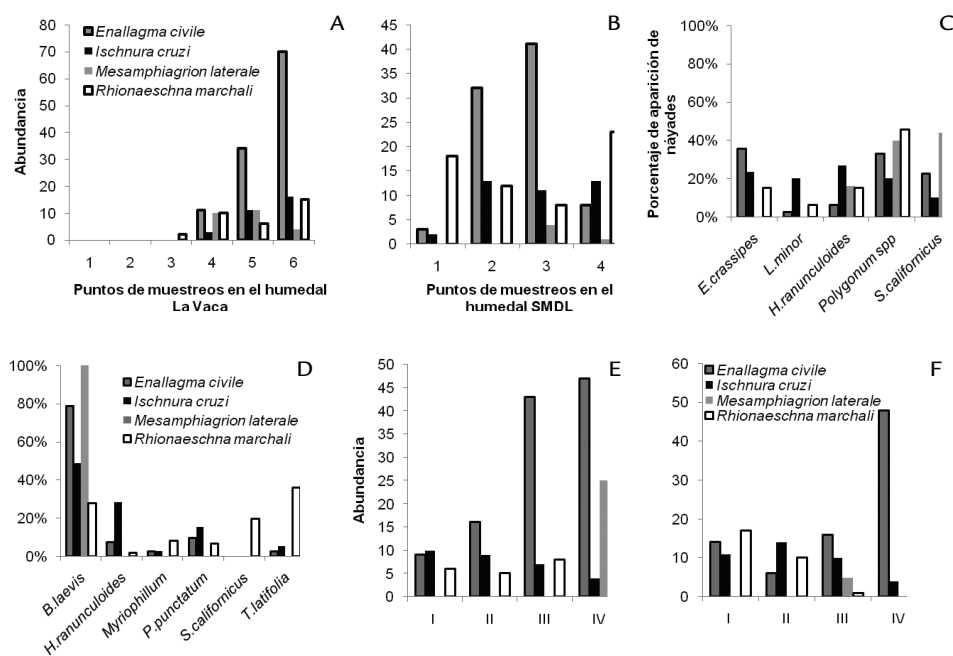 A
80
70
60
50
40
30
20
10
0
Abundancia
Enallagma civile
Ischnura cruzi
Mesamphiagrion laterale
Rhionaeschna marchali
1 2 3 4 5 6
Puntos de muestreos en el humedal
La Vaca
B
45
40
35
30
25
20
15
10
5
0
1 2 3 4
Puntos de muestreos en el
humedal SMDL
C
Porcentaje de aparición de
náyades
100%
80%
60%
40%
20%
0%
E.crassipes
L.minor
H.ranunculoides
Polygonum spp
S.californicus
D
100%
80%
60%
40%
20%
0%
Enallagma civile
Ischnura cruzi
Mesamphiagrion laterale
Rhionaeschna marchali
B.laevis
H.ranunculoides
Myriophillum
P.punctatum
S.californicus
T.latifolia
E
Abundancia
50
45
40
35
30
25
20
15
10
5
0
I II III IV
F
60
50
40
30
20
10
0
Enallagma civile
Ischnura cruzi
Mesamphiagrion laterale
Rhionaeschna marchali
I II III IV